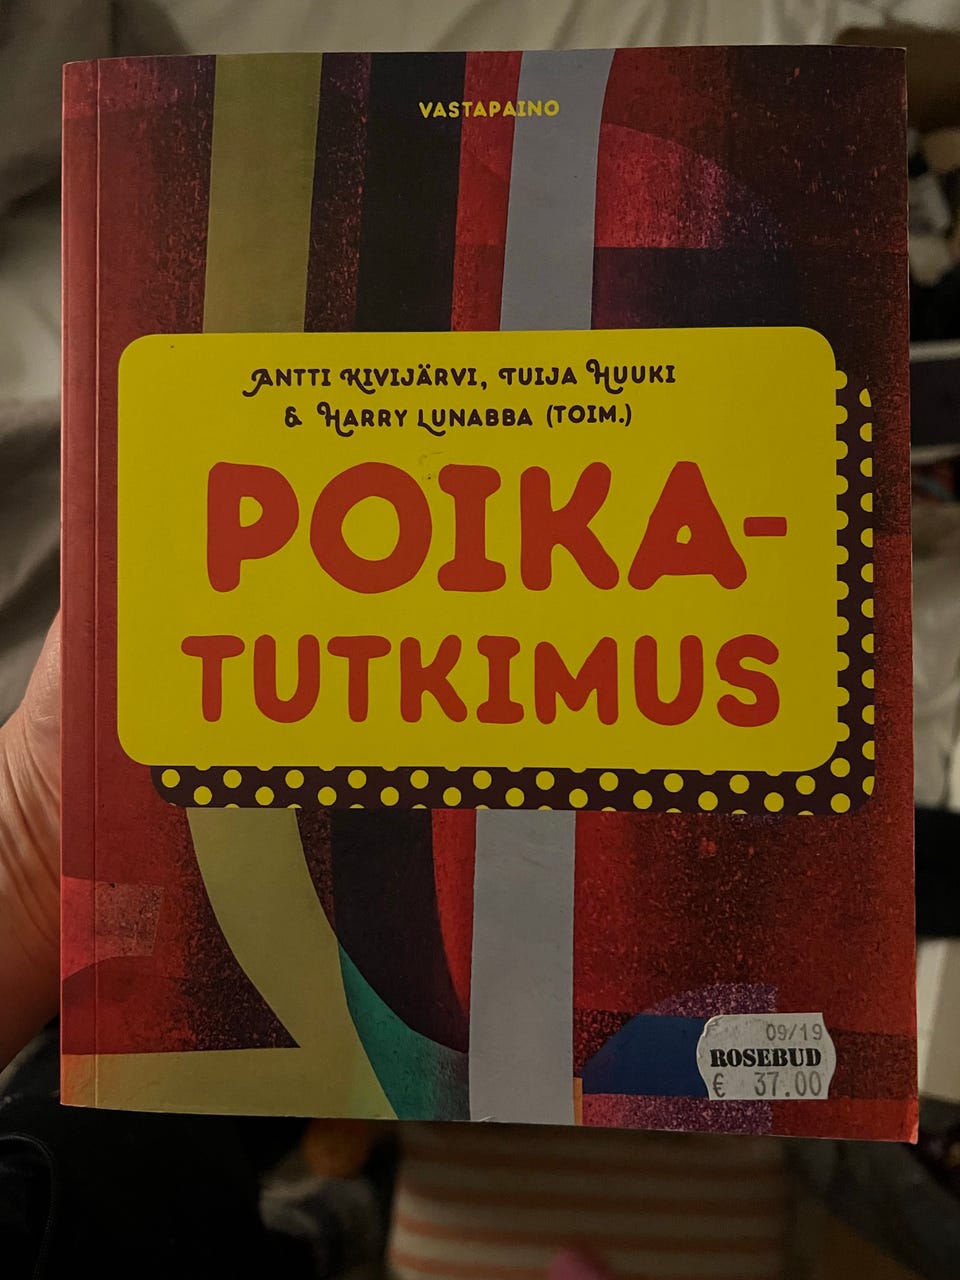 VASTAPAINO
ANTTI KIVIJÄRVI, TUIJA HUUKI
& HARRY LUNABBA (TOIM.)
POIKA-
TUTKIMUS
09/19
ROSEBUD
€ 37.00